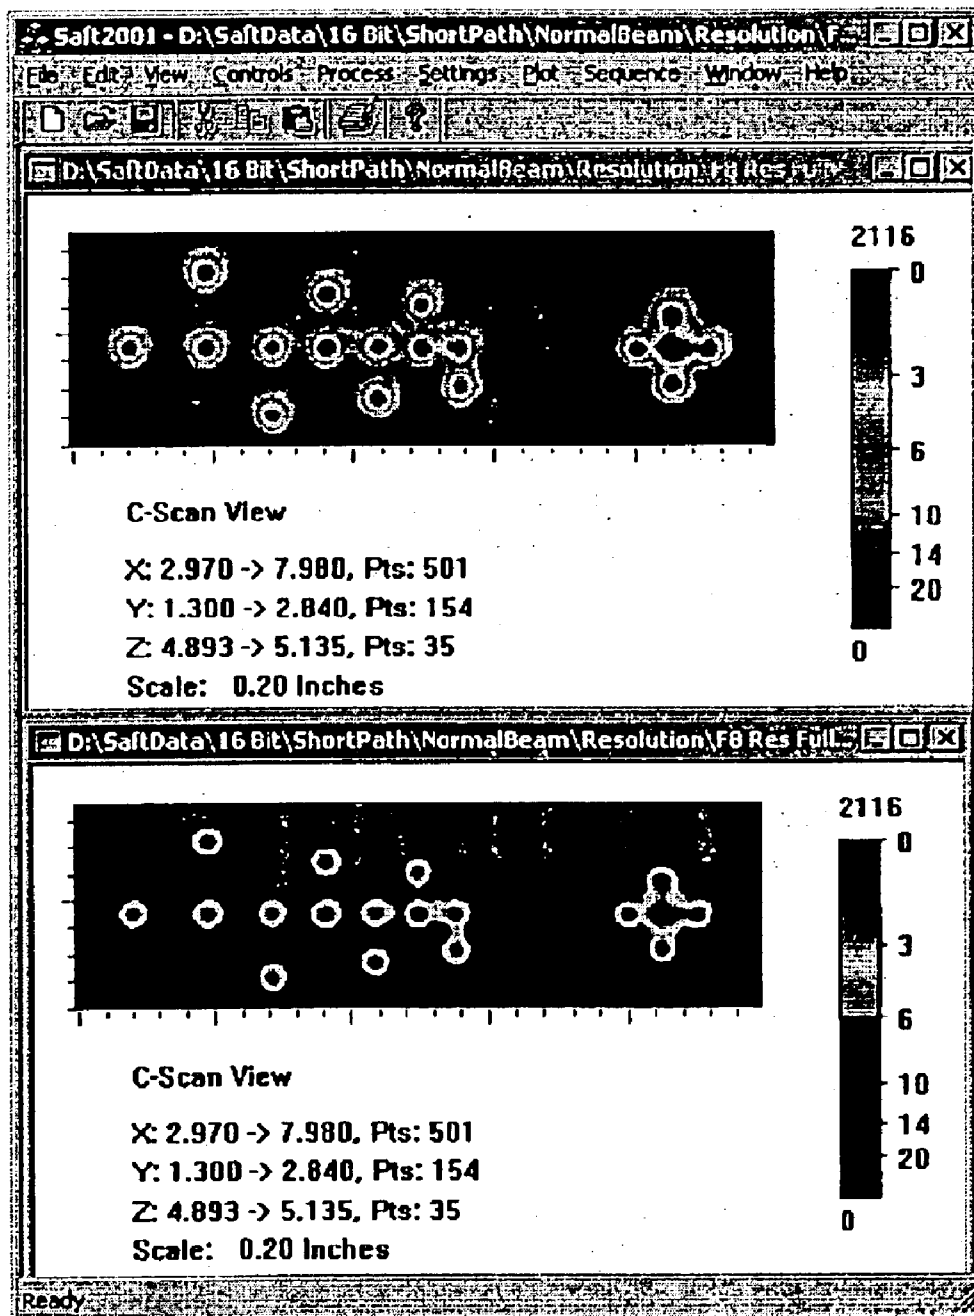 Saft2001 - D:\SaftData\16 Bit\ShortPath\NormalBeam\Resolution\F...
File Edit View Controls Process Settings Plot Sequence Window Help
D:\SaftData\16 Bit\ShortPath\NormalBeam\Resolution\F8 Res Full...
2116
0
3
6
10
14
20
0
C-Scan View
X: 2.970 -> 7.980, Pts: 501
Y: 1.300 -> 2.840, Pts: 154
Z: 4.893 -> 5.135, Pts: 35
Scale: 0.20 Inches
D:\SaftData\16 Bit\ShortPath\NormalBeam\Resolution\F8 Res Full...
2116
0
3
6
10
14
20
0
C-Scan View
X: 2.970 -> 7.980, Pts: 501
Y: 1.300 -> 2.840, Pts: 154
Z: 4.893 -> 5.135, Pts: 35
Scale: 0.20 Inches
Ready